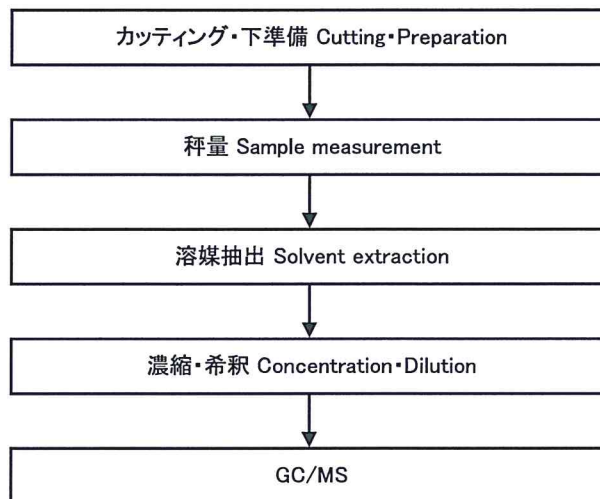 カッティング・下準備 Cutting・Preparation
秤量 Sample measurement
溶媒抽出 Solvent extraction
濃縮・希釈 Concentration・Dilution
GC/MS